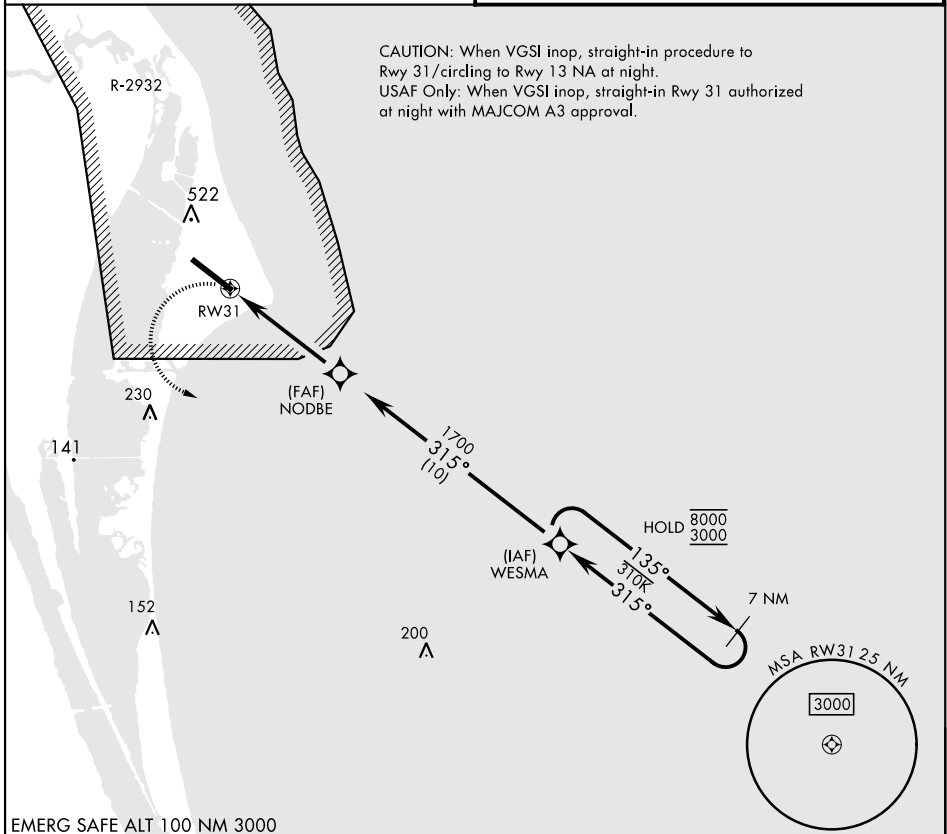 CAUTION: When VGSI inop, straight-in procedure to
Rwy 31/circling to Rwy 13 NA at night.
USAF Only: When VGSI inop, straight-in Rwy 31 authorized
at night with MAJCOM A3 approval.
R-2932
522
RW31
(FAF)
NODBE
230
141
1700
315°
(10)
HOLD 8000
3000
(IAF)
WESMA
135°
310K
315°
7 NM
152
200
MSA RW31 25 NM
3000
EMERG SAFE ALT 100 NM 3000